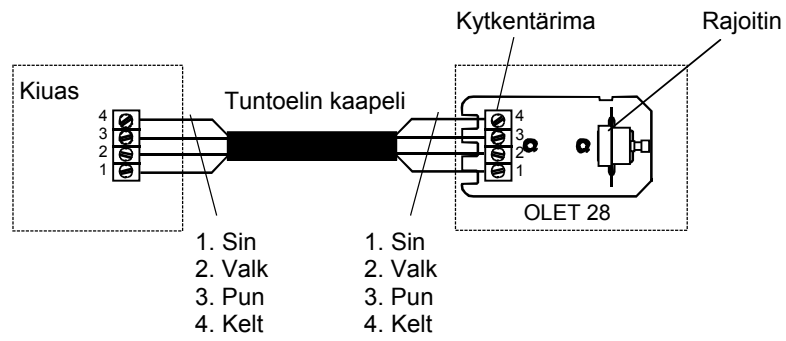 Kytkentärima
Rajoitin
Kiuas
Tuntoelin kaapeli
4
3
2
1
4
3
2
1
OLET 28
1. Sin
2. Valk
3. Pun
4. Kelt
1. Sin
2. Valk
3. Pun
4. Kelt